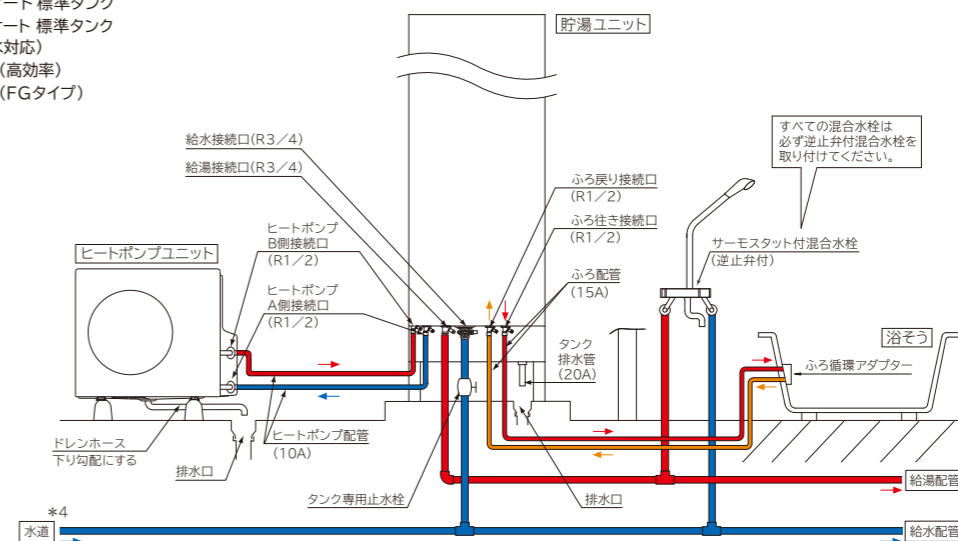 ート 標準タンク
ート 標準タンク
対応）
（高効率）
（FGタイプ）
貯湯ユニット
給水接続口(R3／4)
給湯接続口(R3／4)
すべての混合水栓は
必ず逆止弁付混合水栓を
取り付けてください。
ヒートポンプユニット
ヒートポンプ
B側接続口
(R1／2)
ヒートポンプ
A側接続口
(R1／2)
ふろ戻り接続口
(R1／2)
ふろ往き接続口
(R1／2)
ふろ配管
(15A)
サーモスタット付混合水栓
(逆止弁付)
タンク
排水管
(20A)
浴そう
ふろ循環アダプター
ドレンホース
下り勾配にする
ヒートポンプ配管
(10A)
排水口
タンク専用止水栓
排水口
給湯配管
*4
水道
給水配管